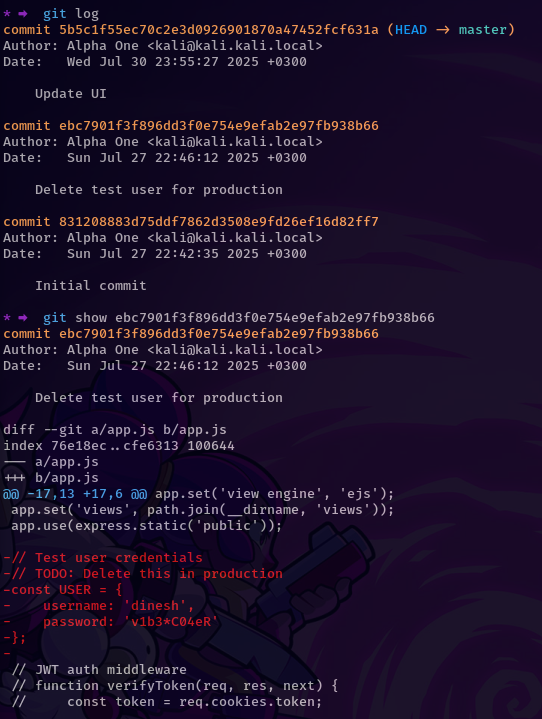 * ➡ git log
commit 5b5c1f55ec70c2e3d0926901870a47452fcf631a (HEAD -> master)
Author: Alpha One <kali@kali.kali.local>
Date:   Wed Jul 30 23:55:27 2025 +0300
    Update UI
commit ebc7901f3f896dd3f0e754e9efab2e97fb938b66
Author: Alpha One <kali@kali.kali.local>
Date:   Sun Jul 27 22:46:12 2025 +0300
    Delete test user for production
commit 831208883d75ddf7862d3508e9fd26ef16d82ff7
Author: Alpha One <kali@kali.kali.local>
Date:   Sun Jul 27 22:42:35 2025 +0300
    Initial commit
* ➡ git show ebc7901f3f896dd3f0e754e9efab2e97fb938b66
commit ebc7901f3f896dd3f0e754e9efab2e97fb938b66
Author: Alpha One <kali@kali.kali.local>
Date:   Sun Jul 27 22:46:12 2025 +0300
    Delete test user for production
diff --git a/app.js b/app.js
index 76e18ec..cfe6313 100644
--- a/app.js
+++ b/app.js
@@ -17,13 +17,6 @@ app.set('view engine', 'ejs');
 app.set('views', path.join(__dirname, 'views'));
 app.use(express.static('public'));
-// Test user credentials
-// TODO: Delete this in production
-const USER = {
-    username: 'dinesh',
-    password: 'v1b3*C04eR'
-};
-
 // JWT auth middleware
 // function verifyToken(req, res, next) {
 //     const token = req.cookies.token;